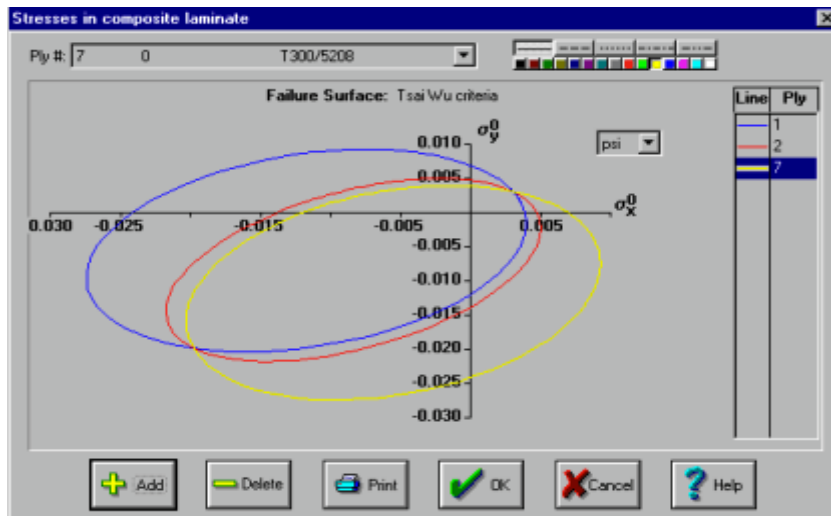 Stresses in composite laminate
Ply #: 7 0 T300/5208
Failure Surface: Tsai Wu criteria
Line Ply
1
2
7
σ⁰y
psi
0.010
0.005
0.030 -0.025 -0.015 -0.005 0.005 σ⁰x
-0.005
-0.010
-0.015
-0.020
-0.025
-0.030
Add Delete Print OK Cancel Help